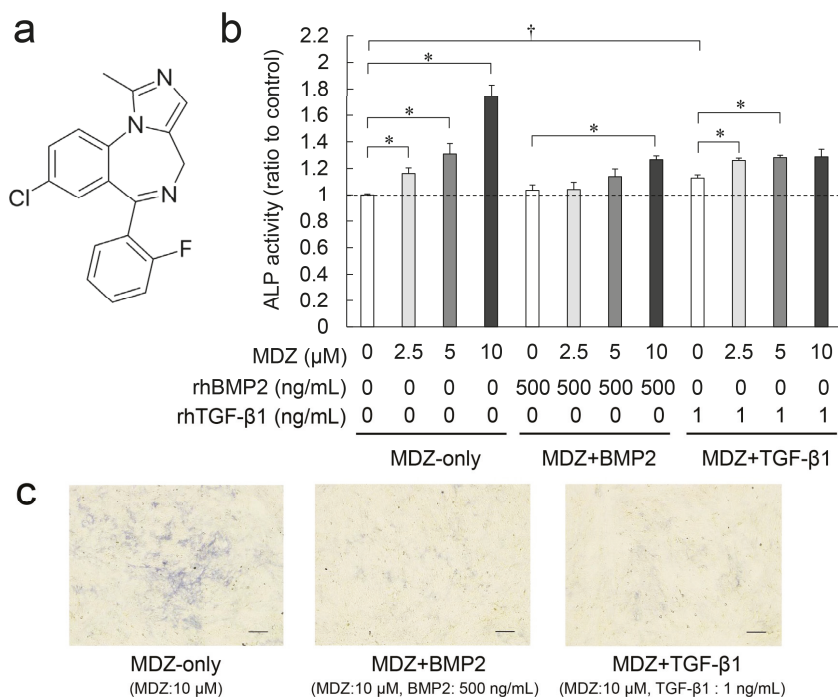 a
N
N
N
Cl
F
b
ALP activity (ratio to control)
2.2
2
1.8
1.6
1.4
1.2
1
0.8
0.6
0.4
0.2
0
†
*
*
*
*
*
*
MDZ (μM) 0 2.5 5 10 0 2.5 5 10 0 2.5 5 10
rhBMP2 (ng/mL) 0 0 0 0 500 500 500 500 0 0 0 0
rhTGF-β1 (ng/mL) 0 0 0 0 0 0 0 0 1 1 1 1
MDZ-only MDZ+BMP2 MDZ+TGF-β1
c
MDZ-only MDZ+BMP2 MDZ+TGF-β1
(MDZ:10 μM) (MDZ:10 μM, BMP2: 500 ng/mL) (MDZ:10 μM, TGF-β1 : 1 ng/mL)